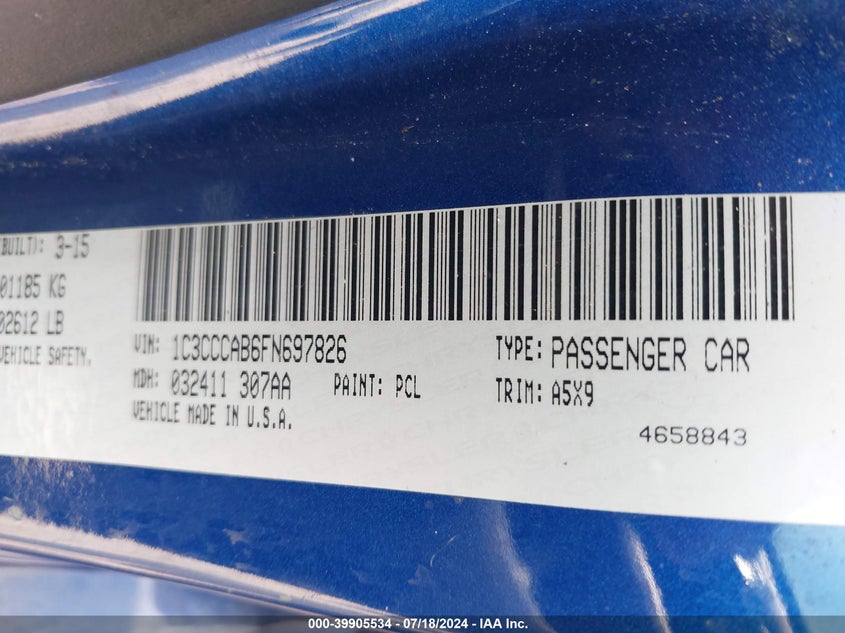 (BUILT): 3-15
01185 KG
02612 LB
VEHICLE SAFETY.
VIN: 1C3CCCAB6FN697826
TYPE: PASSENGER CAR
MDH: 032411 307AA PAINT: PCL
TRIM: A5X9
VEHICLE MADE IN U.S.A.
4658843
000-39905534 - 07/18/2024 - IAA Inc.